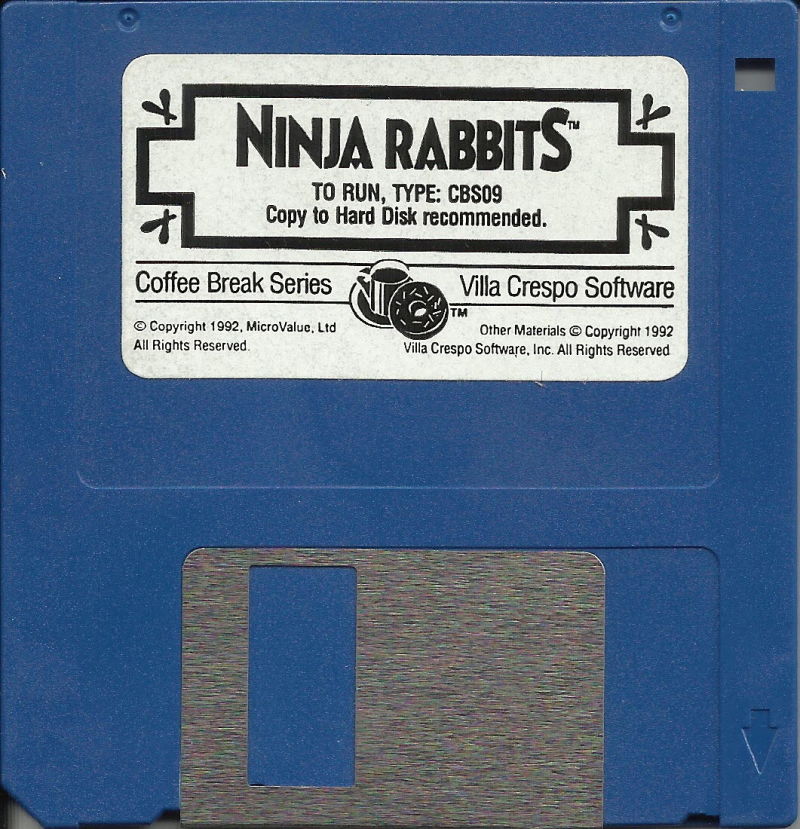 NINJA RABBITS™
TO RUN, TYPE: CBS09
Copy to Hard Disk recommended.
Coffee Break Series
Villa Crespo Software
TM
© Copyright 1992, MicroValue, Ltd
All Rights Reserved.
Other Materials © Copyright 1992
Villa Crespo Software, Inc. All Rights Reserved